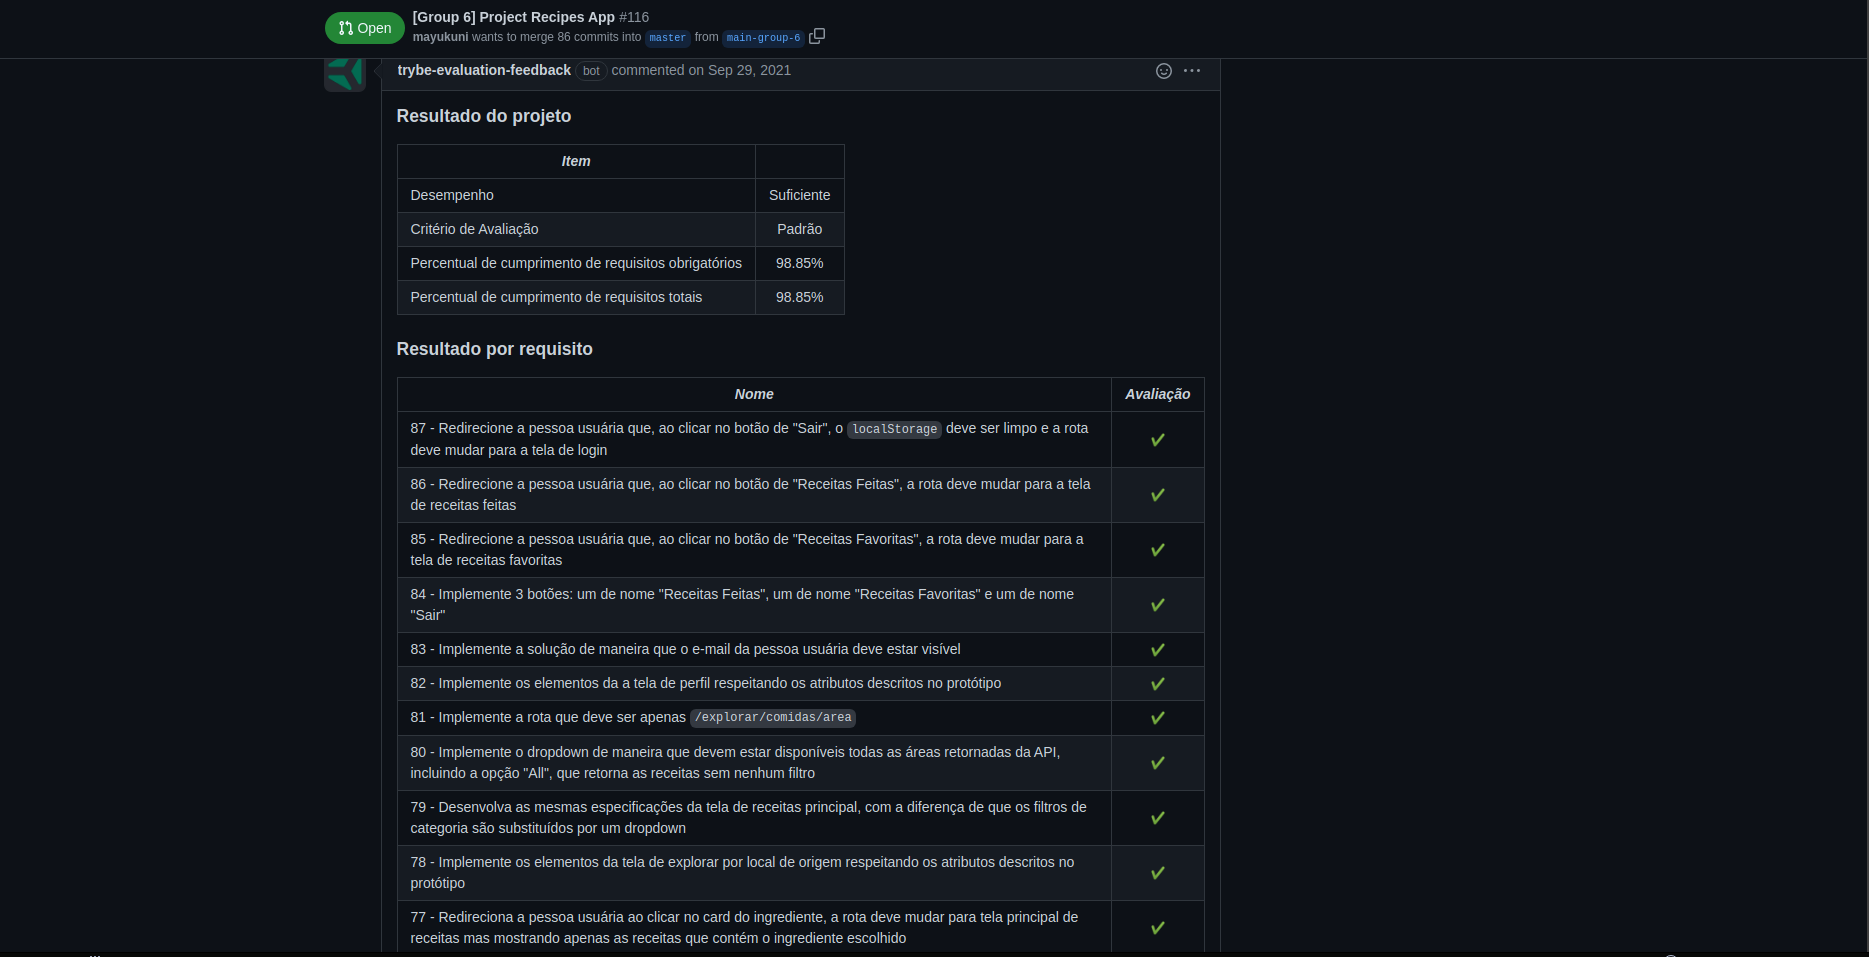 Open
[Group 6] Project Recipes App #116
mayukuni wants to merge 86 commits into master from main-group-6
trybe-evaluation-feedback bot commented on Sep 29, 2021
Resultado do projeto
Item
Desempenho Suficiente
Critério de Avaliação Padrão
Percentual de cumprimento de requisitos obrigatórios 98.85%
Percentual de cumprimento de requisitos totais 98.85%
Resultado por requisito
Nome Avaliação
87 - Redirecione a pessoa usuária que, ao clicar no botão de "Sair", o localStorage deve ser limpo e a rota
deve mudar para a tela de login
86 - Redirecione a pessoa usuária que, ao clicar no botão de "Receitas Feitas", a rota deve mudar para a tela
de receitas feitas
85 - Redirecione a pessoa usuária que, ao clicar no botão de "Receitas Favoritas", a rota deve mudar para a
tela de receitas favoritas
84 - Implemente 3 botões: um de nome "Receitas Feitas", um de nome "Receitas Favoritas" e um de nome
"Sair"
83 - Implemente a solução de maneira que o e-mail da pessoa usuária deve estar visível
82 - Implemente os elementos da a tela de perfil respeitando os atributos descritos no protótipo
81 - Implemente a rota que deve ser apenas /explorar/comidas/area
80 - Implemente o dropdown de maneira que devem estar disponíveis todas as áreas retornadas da API,
incluindo a opção "All", que retorna as receitas sem nenhum filtro
79 - Desenvolva as mesmas especificações da tela de receitas principal, com a diferença de que os filtros de
categoria são substituídos por um dropdown
78 - Implemente os elementos da tela de explorar por local de origem respeitando os atributos descritos no
protótipo
77 - Redireciona a pessoa usuária ao clicar no card do ingrediente, a rota deve mudar para tela principal de
receitas mas mostrando apenas as receitas que contém o ingrediente escolhido